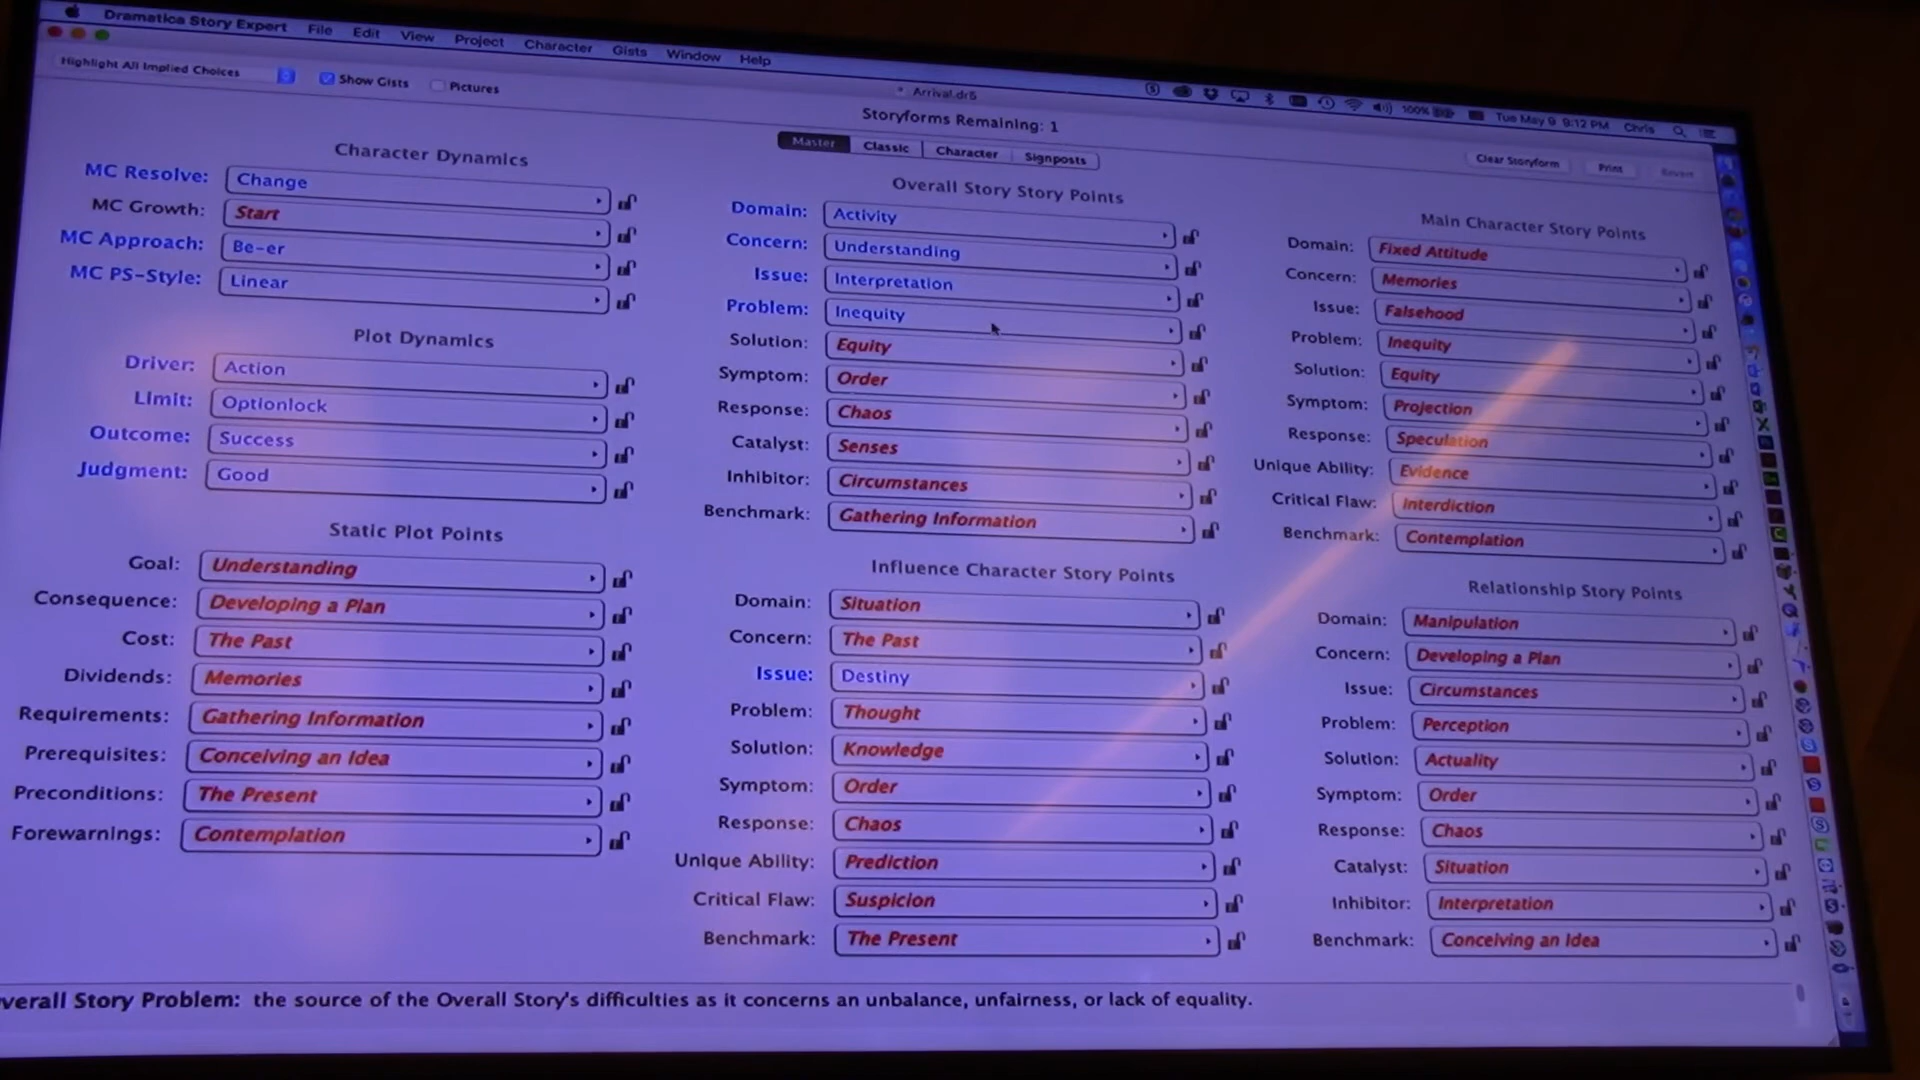 Dramatica Story Expert File Edit View Project Character Gists Window Help
100% Tue May 9 9:12 PM Chris
Highlight All Implied Choices Show Gists Pictures
Arrival.dr5
Storyforms Remaining: 1
Master Classic Character Signposts
Clear Storyform Print Revert
Character Dynamics
MC Resolve: Change
MC Growth: Start
MC Approach: Be-er
MC PS-Style: Linear
Plot Dynamics
Driver: Action
Limit: Optionlock
Outcome: Success
Judgment: Good
Static Plot Points
Goal: Understanding
Consequence: Developing a Plan
Cost: The Past
Dividends: Memories
Requirements: Gathering Information
Prerequisites: Conceiving an Idea
Preconditions: The Present
Forewarnings: Contemplation
Overall Story Story Points
Domain: Activity
Concern: Understanding
Issue: Interpretation
Problem: Inequity
Solution: Equity
Symptom: Order
Response: Chaos
Catalyst: Senses
Inhibitor: Circumstances
Benchmark: Gathering Information
Influence Character Story Points
Domain: Situation
Concern: The Past
Issue: Destiny
Problem: Thought
Solution: Knowledge
Symptom: Order
Response: Chaos
Unique Ability: Prediction
Critical Flaw: Suspicion
Benchmark: The Present
Main Character Story Points
Domain: Fixed Attitude
Concern: Memories
Issue: Falsehood
Problem: Inequity
Solution: Equity
Symptom: Projection
Response: Speculation
Unique Ability: Evidence
Critical Flaw: Interdiction
Benchmark: Contemplation
Relationship Story Points
Domain: Manipulation
Concern: Developing a Plan
Issue: Circumstances
Problem: Perception
Solution: Actuality
Symptom: Order
Response: Chaos
Catalyst: Situation
Inhibitor: Interpretation
Benchmark: Conceiving an Idea
verall Story Problem: the source of the Overall Story's difficulties as it concerns an unbalance, unfairness, or lack of equality.